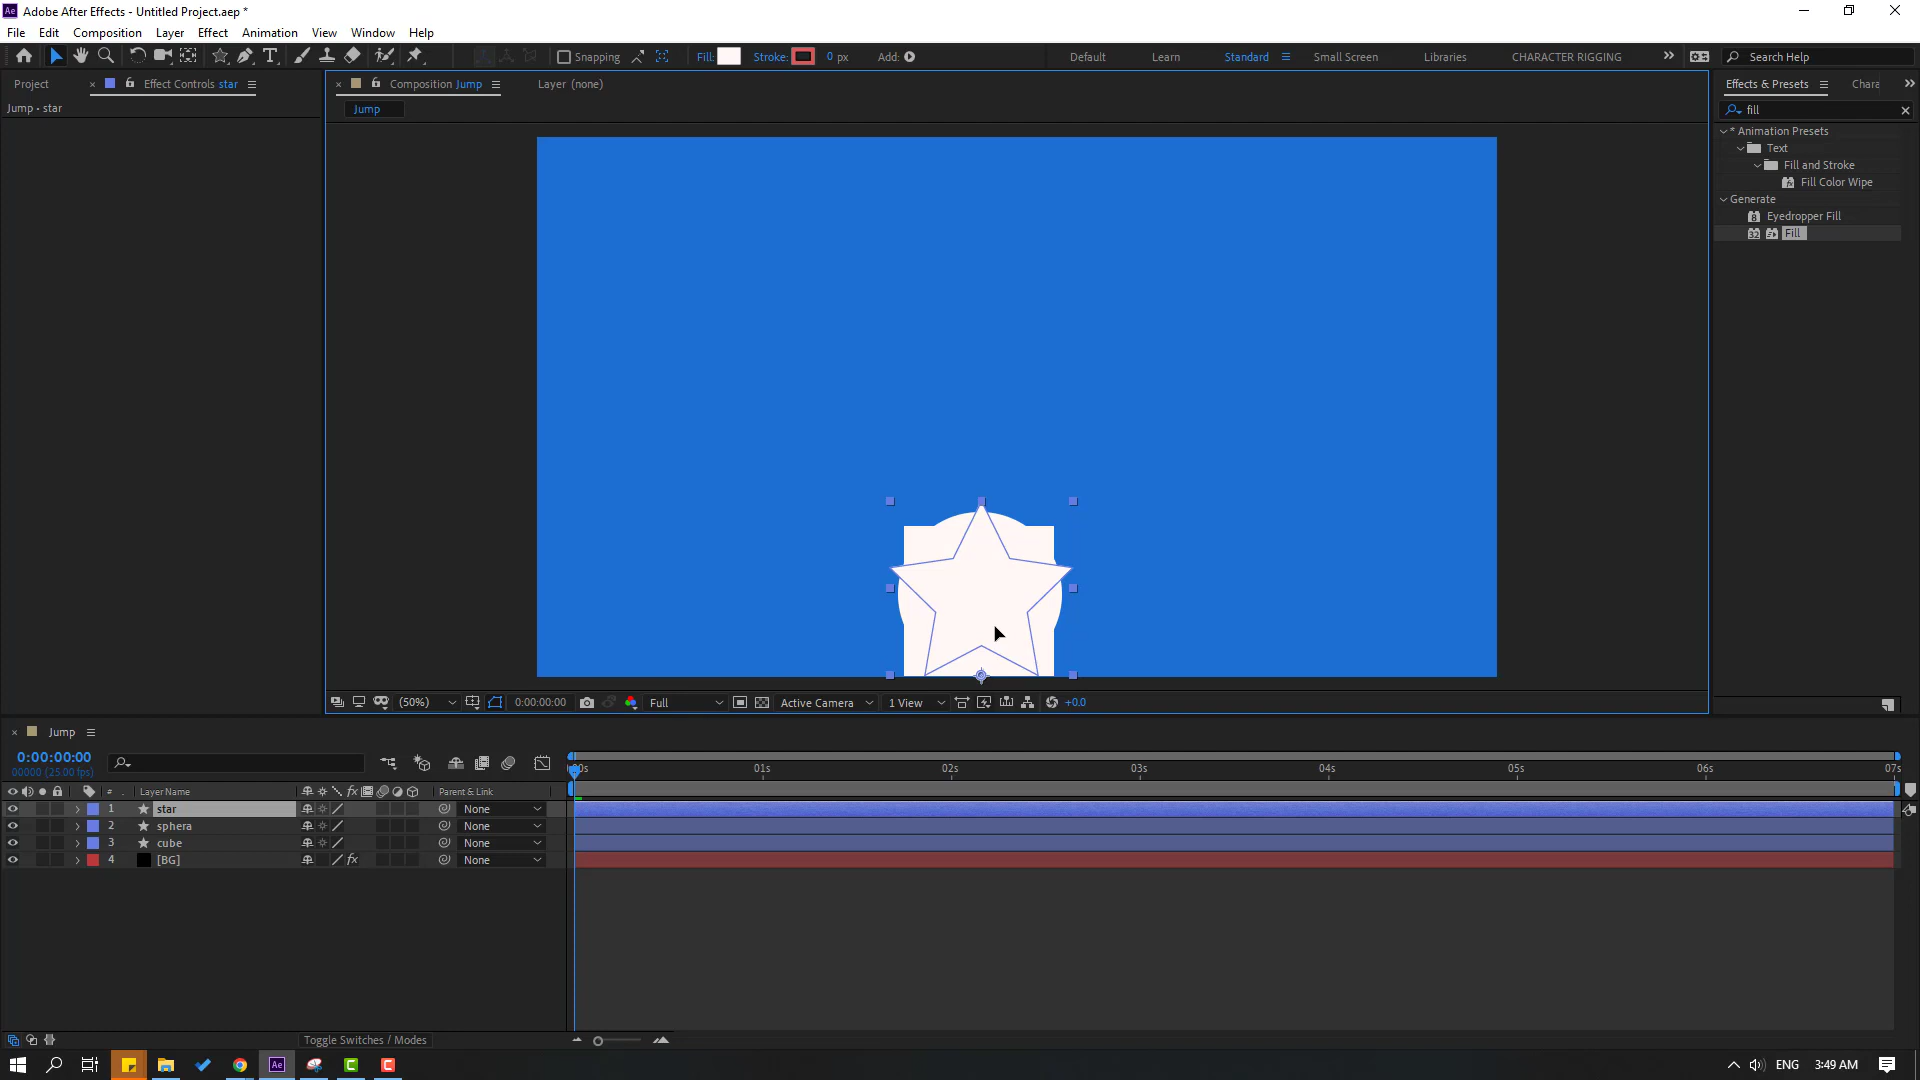 Adobe After Effects - Untitled Project.aep *
File Edit Composition Layer Effect Animation View Window Help
Snapping Fill: Stroke: 0 px Add: Default Learn Standard Small Screen Libraries CHARACTER RIGGING Search Help
Project Effect Controls star Composition Jump Layer (none) Effects & Presets Chara
Jump • star
Jump
fill
* Animation Presets
Text
Fill and Stroke
Fill Color Wipe
Generate
Eyedropper Fill
Fill
(50%) 0:00:00:00 Full Active Camera 1 View +0.0
Jump
0:00:00:00
00000 (25.00 fps)
00s 01s 02s 03s 04s 05s 06s 07s
# Layer Name fx Parent & Link
1 star None
2 sphera None
3 cube None
4 [BG] fx None
Toggle Switches / Modes
Ae ENG 3:49 AM